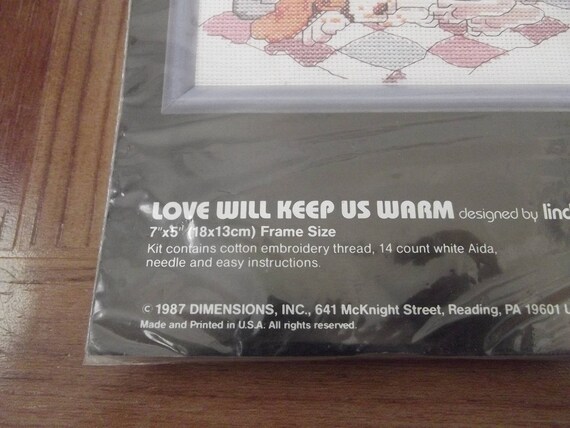 LOVE WILL KEEP US WARM designed by
7"x5" (18x13cm) Frame Size
Kit contains cotton embroidery thread, 14 count white Aida,
needle and easy instructions.
© 1987 DIMENSIONS, INC., 641 McKnight Street, Reading, PA 19601
Made and Printed in U.S.A. All rights reserved.